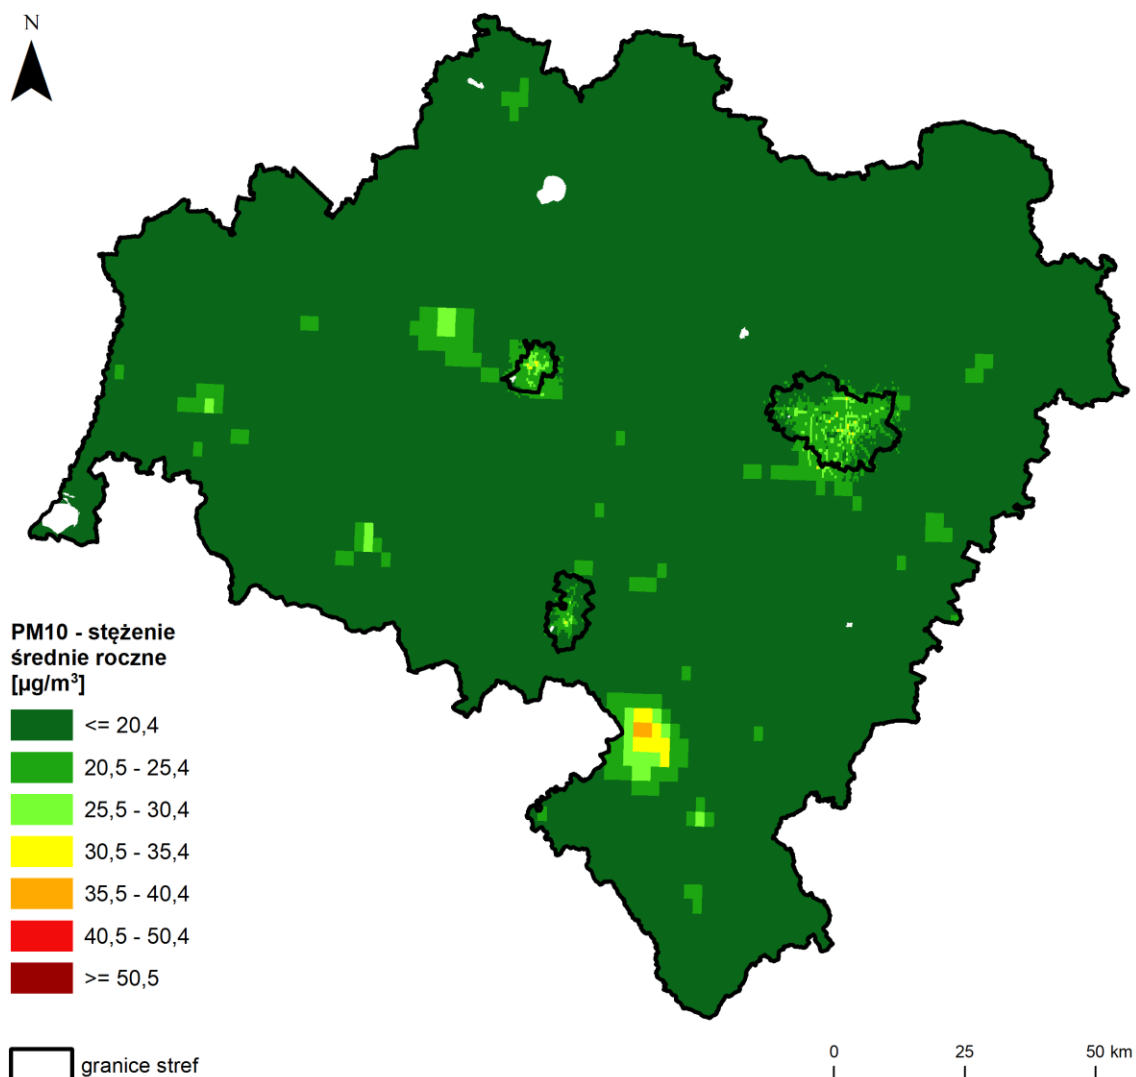 N
PM10 - stężenie
średnie roczne
[µg/m³]
<= 20,4
20,5 - 25,4
25,5 - 30,4
30,5 - 35,4
35,5 - 40,4
40,5 - 50,4
>= 50,5
granice stref
0 25 50 km